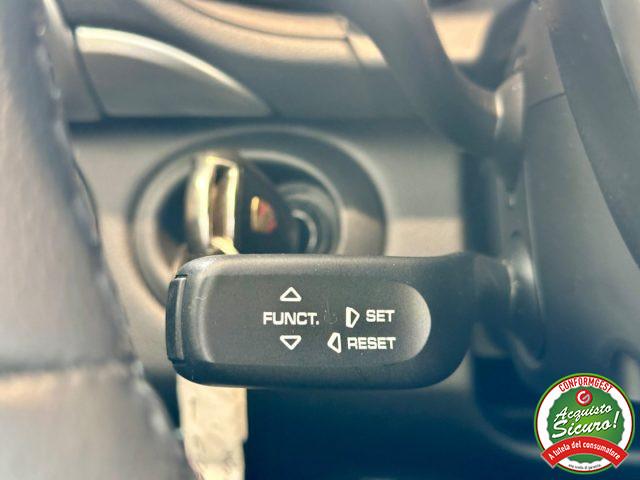 FUNCT.
SET
RESET
CONFORMGEST
Acquisto
Sicuro!
A tutela del consumatore